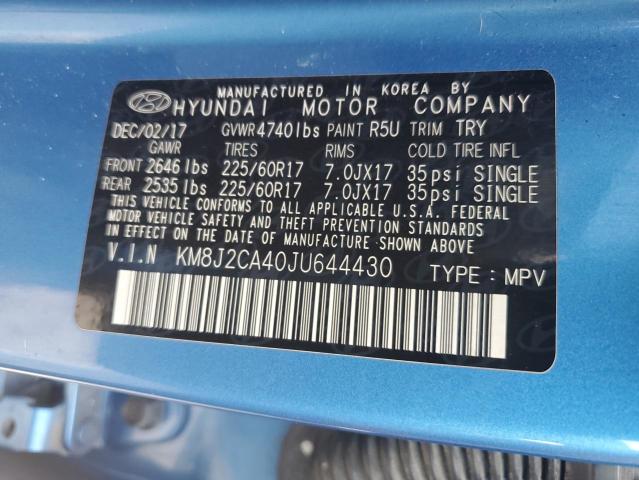 MANUFACTURED IN KOREA BY
HYUNDAI MOTOR COMPANY
DEC/02/17 GVWR 4740lbs PAINT R5U TRIM TRY
GAWR TIRES RIMS COLD TIRE INFL
FRONT 2646 lbs 225/60R17 7.0JX17 35psi SINGLE
REAR 2535 lbs 225/60R17 7.0JX17 35psi SINGLE
THIS VEHICLE CONFORMS TO ALL APPLICABLE U.S.A. FEDERAL
MOTOR VEHICLE SAFETY AND THEFT PREVENTION STANDARDS
IN EFFECT ON THE DATE OF MANUFACTURE SHOWN ABOVE.
V.I.N KM8J2CA40JU644430 TYPE : MPV